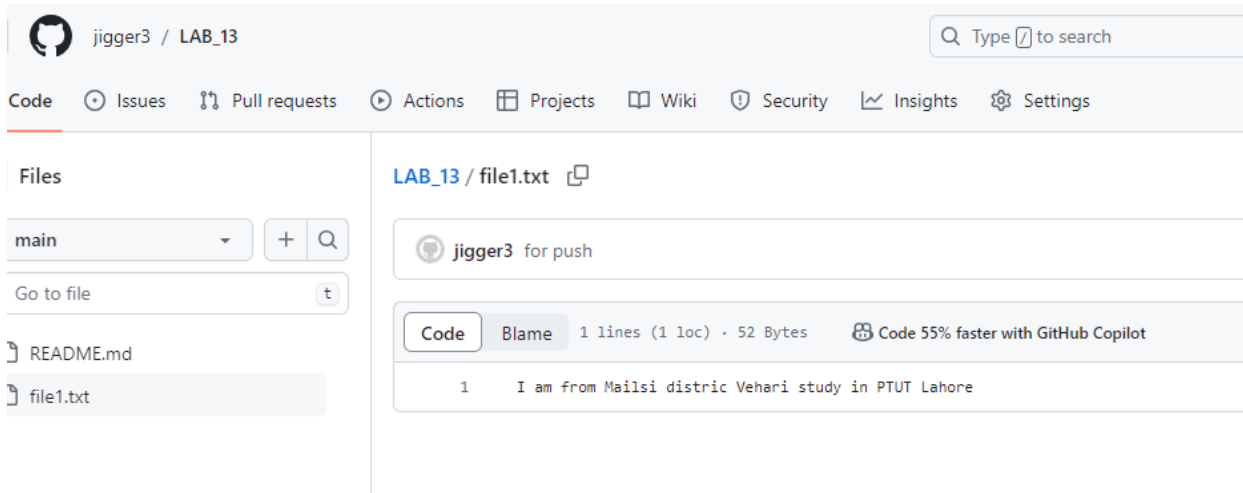 jigger3 / LAB_13
Type / to search
Code Issues Pull requests Actions Projects Wiki Security Insights Settings
Files
main
Go to file t
README.md
file1.txt
LAB_13 / file1.txt
jigger3 for push
Code Blame 1 lines (1 loc) · 52 Bytes Code 55% faster with GitHub Copilot
1 I am from Mailsi distric Vehari study in PTUT Lahore